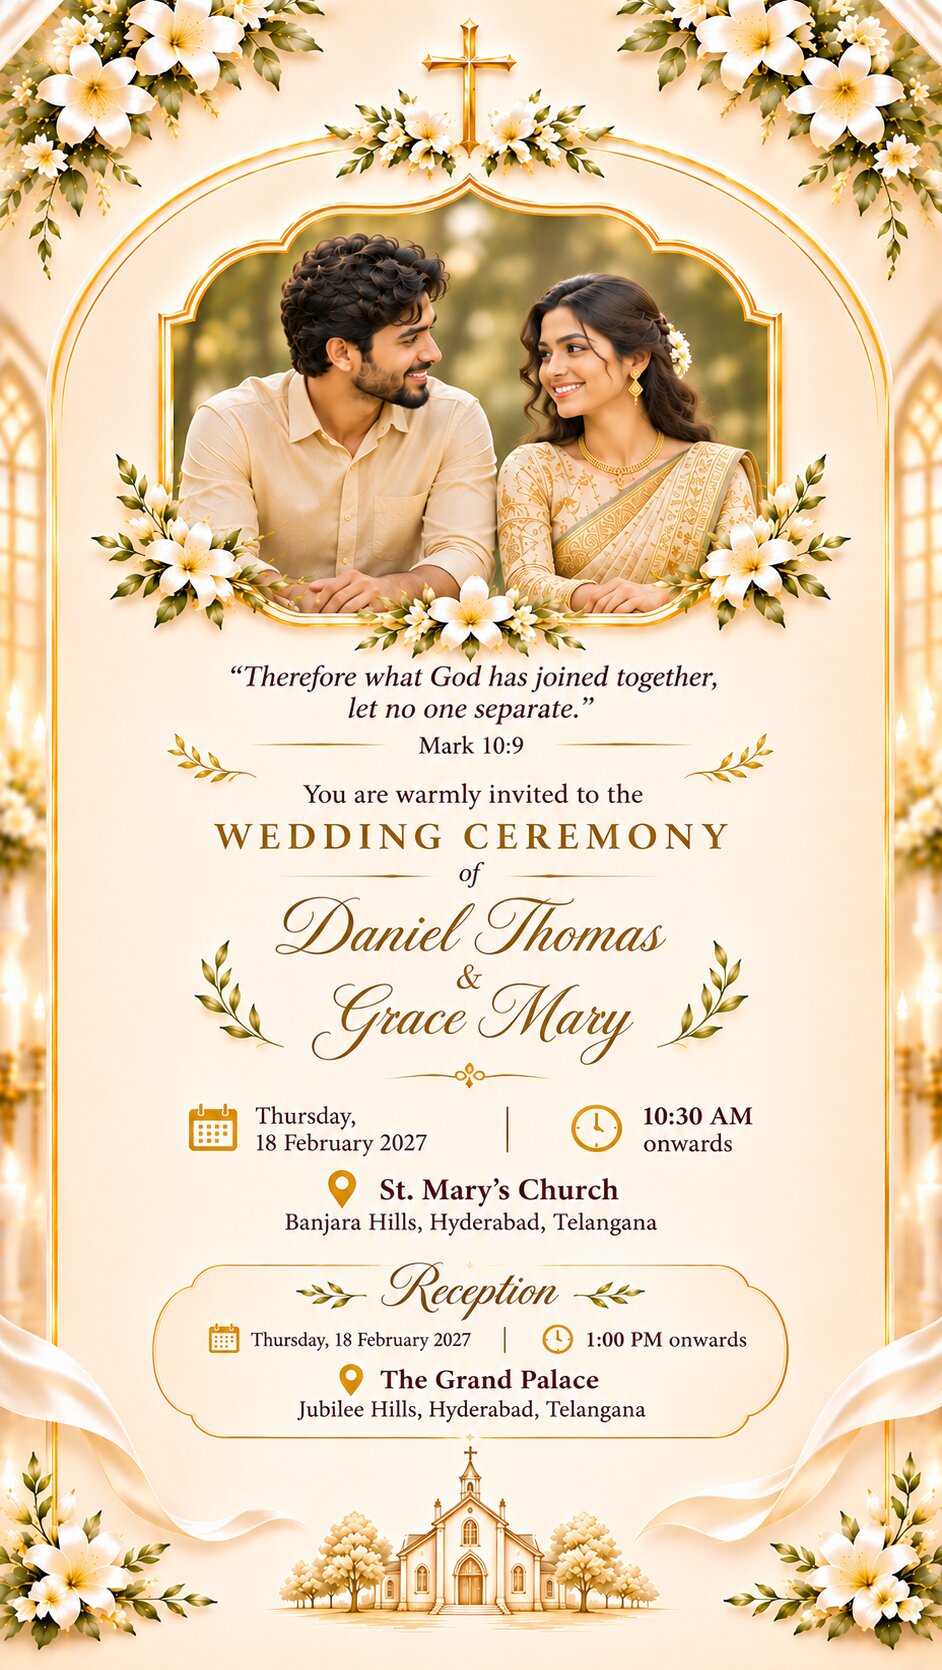 “Therefore what God has joined together,
let no one separate.”
Mark 10:9
You are warmly invited to the
WEDDING CEREMONY
of
Daniel Thomas
&
Grace Mary
Thursday,
18 February 2027
10:30 AM
onwards
St. Mary’s Church
Banjara Hills, Hyderabad, Telangana
Reception
Thursday, 18 February 2027
1:00 PM onwards
The Grand Palace
Jubilee Hills, Hyderabad, Telangana